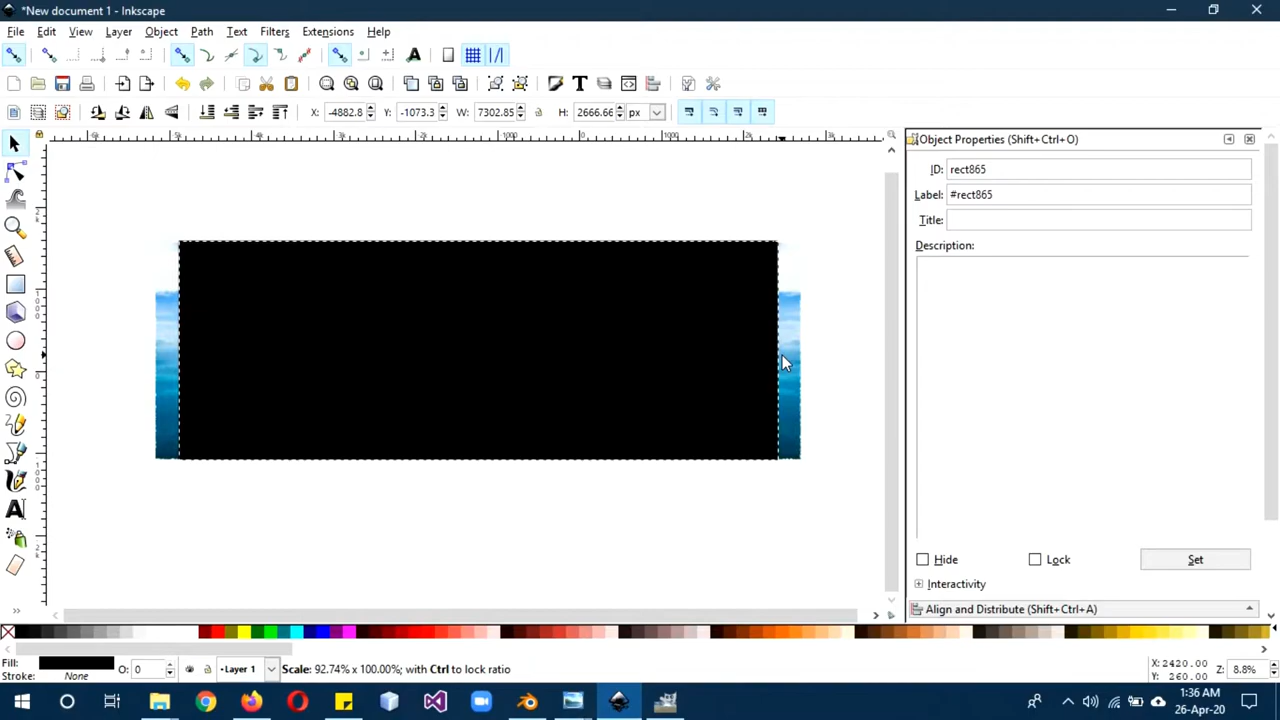 *New document 1 - Inkscape
File Edit View Layer Object Path Text Filters Extensions Help
X: -4882.8 Y: -1073.3 W: 7302.85 H: 2666.66 px
Object Properties (Shift+Ctrl+O)
ID: rect865
Label: #rect865
Title:
Description:
Hide Lock Set
Interactivity
Align and Distribute (Shift+Ctrl+A)
Fill: O: 0 Layer 1 Scale: 92.74% x 100.00%; with Ctrl to lock ratio X: 2420.00 Z: 8.8%
Stroke: None Y: 260.00
1:36 AM
26-Apr-20